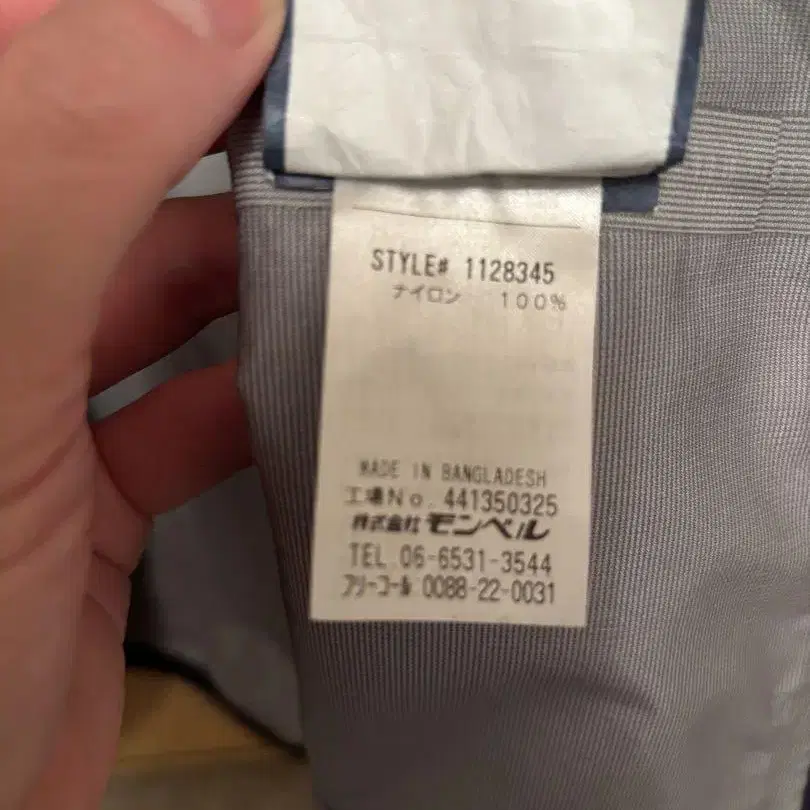 STYLE# 1128345
ナイロン 100%
MADE IN BANGLADESH
工場No. 441350325
株式会社モンベル
TEL 06-6531-3544
フリーコール 0088-22-0031